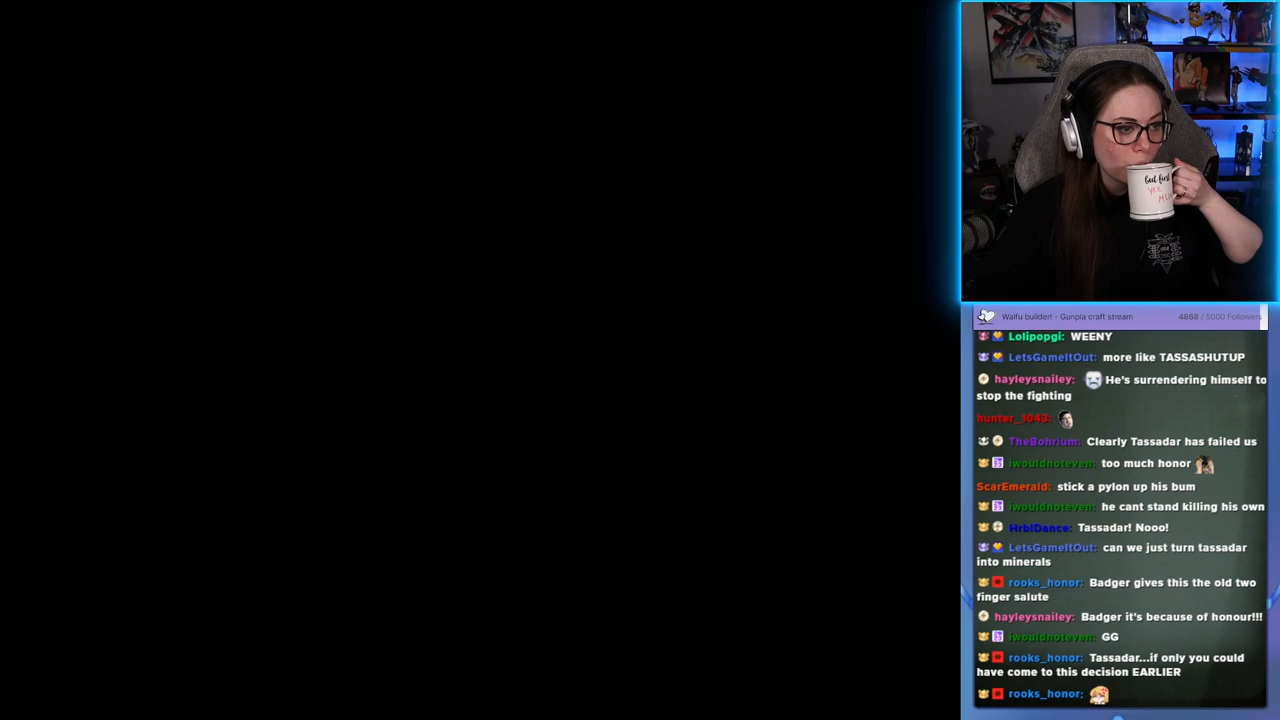 but first
YER
Waifu builder! - Gunpla craft stream 4868 / 5000 Followers
Lolipopgi: WEENY
LetsGameItOut: more like TASSASHUTUP
hayleysnailey: He's surrendering himself to
stop the fighting
hunter_1043:
TheBohrium: Clearly Tassadar has failed us
iwouldnoteven: too much honor
ScarEmerald: stick a pylon up his bum
iwouldnoteven: he cant stand killing his own
HrblDance: Tassadar! Nooo!
LetsGameItOut: can we just turn tassadar
into minerals
rooks_honor: Badger gives this the old two
finger salute
hayleysnailey: Badger it's because of honour!!!
iwouldnoteven: GG
rooks_honor: Tassadar...if only you could
have come to this decision EARLIER
rooks_honor: